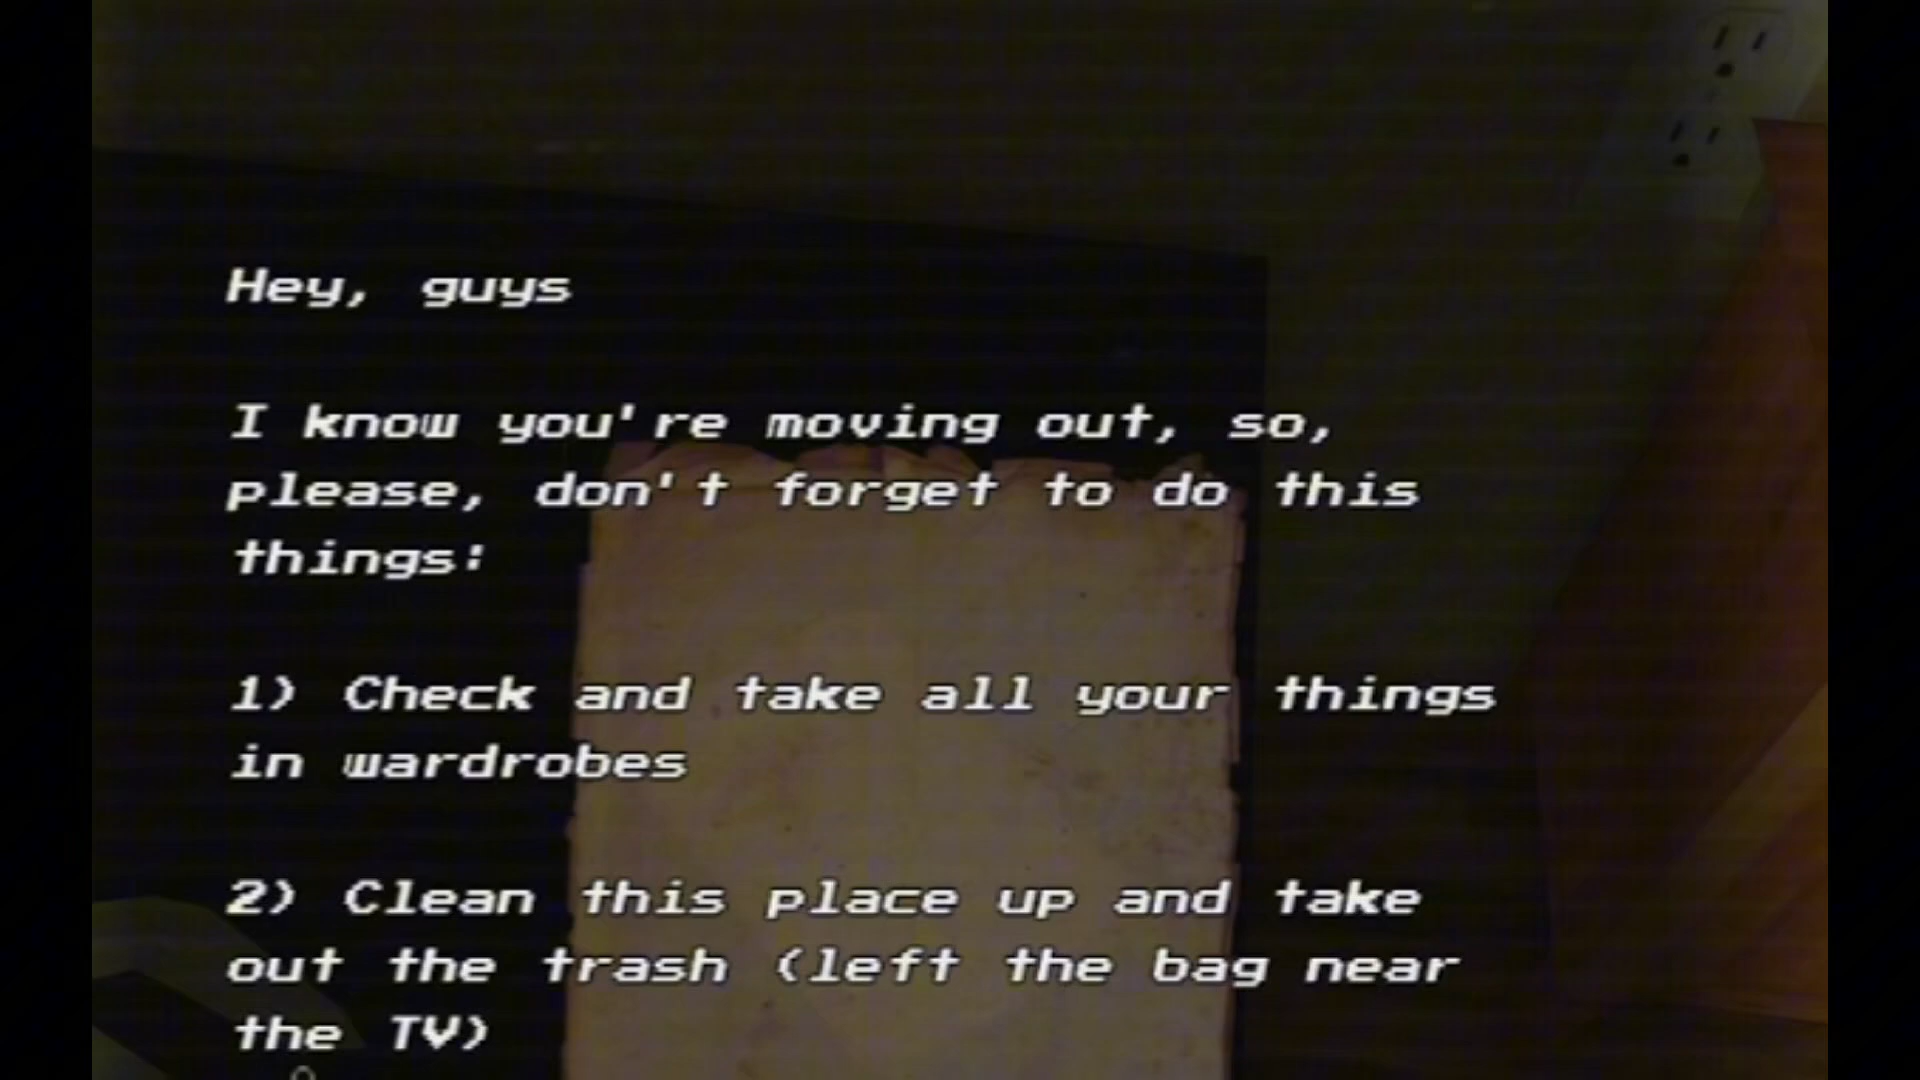 Hey, guys
I know you're moving out, so,
please, don't forget to do this
things:
1) Check and take all your things
in wardrobes
2) Clean this place up and take
out the trash (left the bag near
the TV)